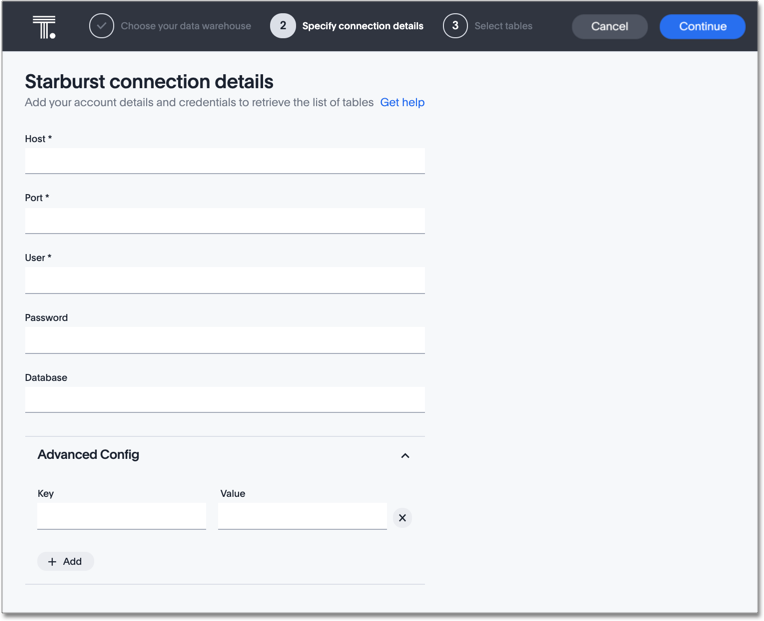 Choose your data warehouse 2 Specify connection details 3 Select tables Cancel Continue
Starburst connection details
Add your account details and credentials to retrieve the list of tables Get help
Host *
Port *
User *
Password
Database
Advanced Config
Key Value
+ Add